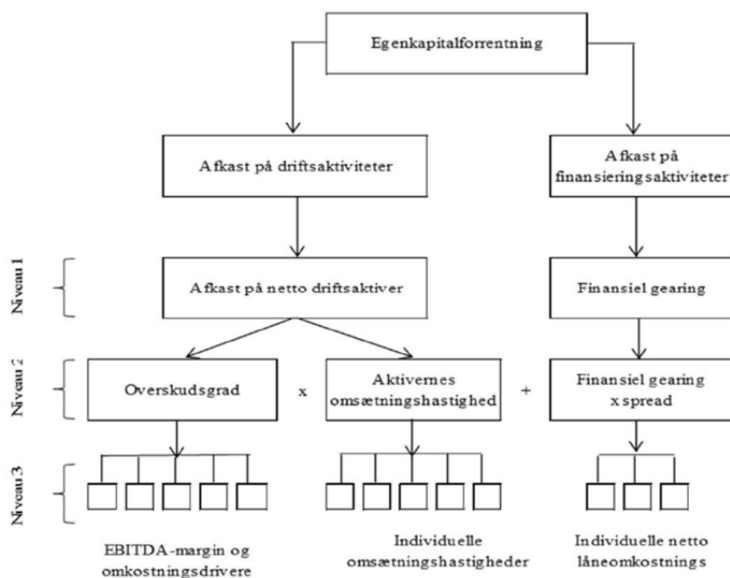 Egenkapitalforrentning
Afkast på driftsaktiviteter
Afkast på
finansieringsaktiviteter
Niveau 1
Afkast på netto driftsaktiver
Finansiel gearing
Niveau 2
Overskudsgrad
x
Aktivernes
omsætningshastighed
+
Finansiel gearing
x spread
Niveau 3
EBITDA-margin og
omkostningsdrivere
Individuelle
omsætningshastigheder
Individuelle netto
låneomkostnings